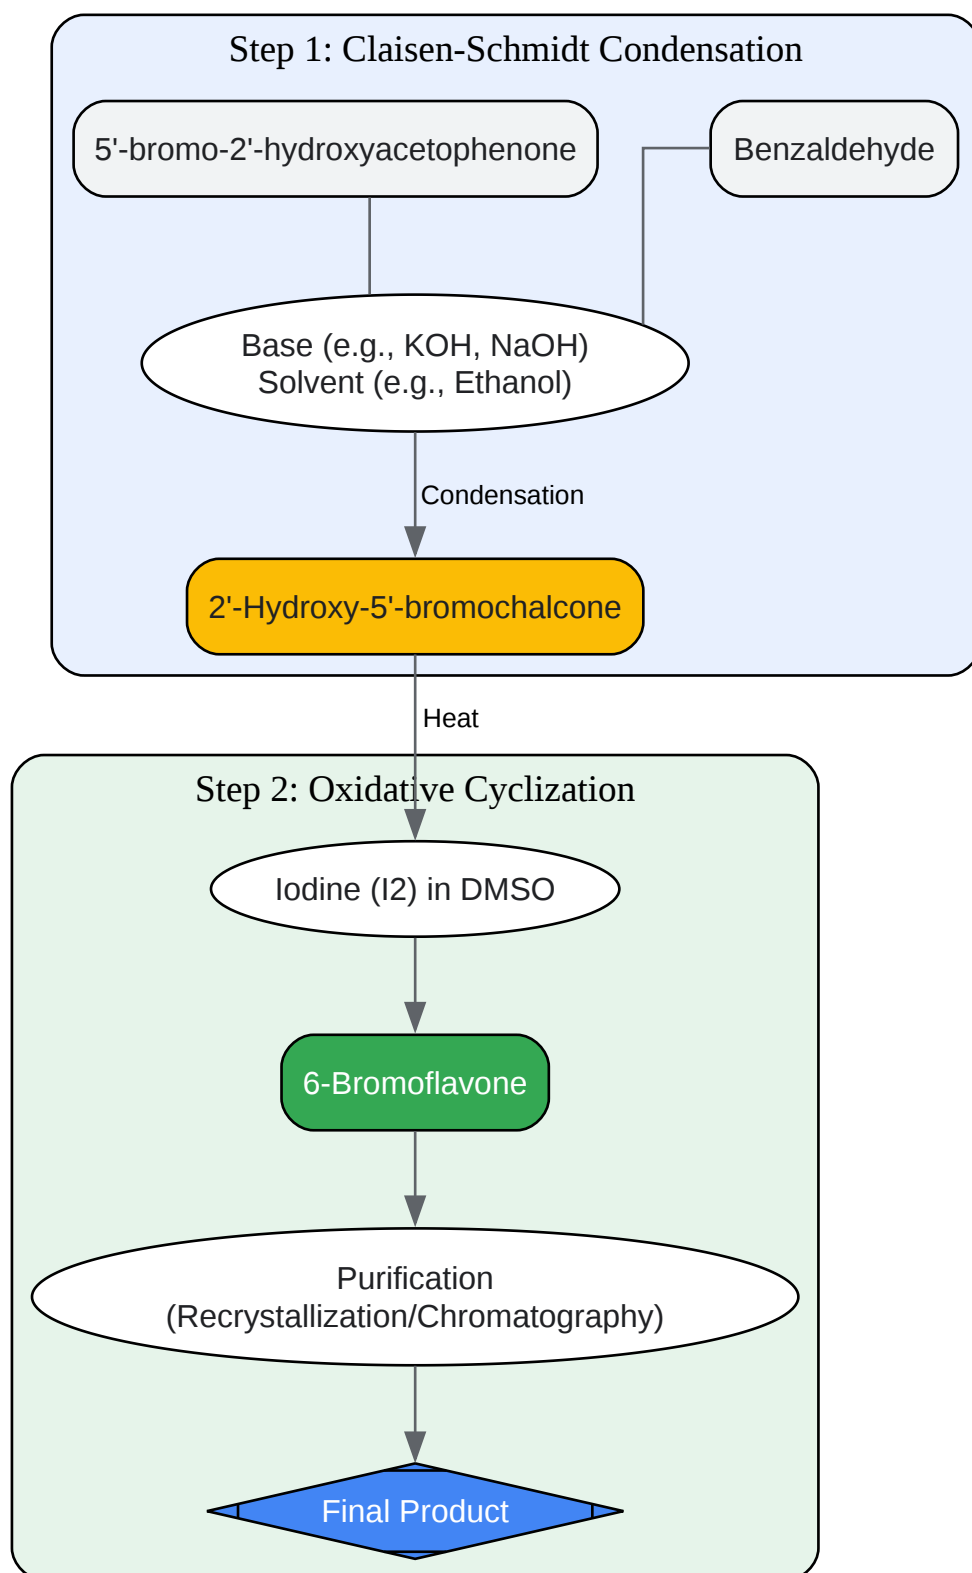 Step 1: Claisen-Schmidt Condensation
5'-bromo-2'-hydroxyacetophenone
Benzaldehyde
Base (e.g., KOH, NaOH)
Solvent (e.g., Ethanol)
Condensation
2'-Hydroxy-5'-bromochalcone
Heat
Step 2: Oxidative Cyclization
Iodine (I2) in DMSO
6-Bromoflavone
Purification
(Recrystallization/Chromatography)
Final Product